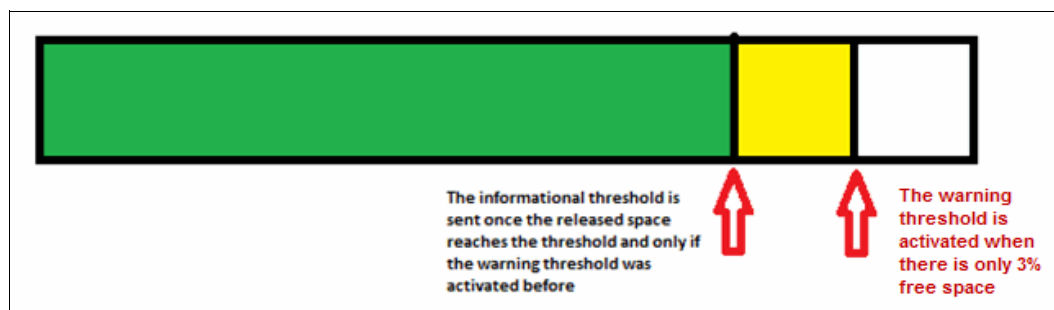 The informational threshold is
sent once the released space
reaches the threshold and only if
the warning threshold was
activated before
The warning
threshold is
activated when
there is only 3%
free space